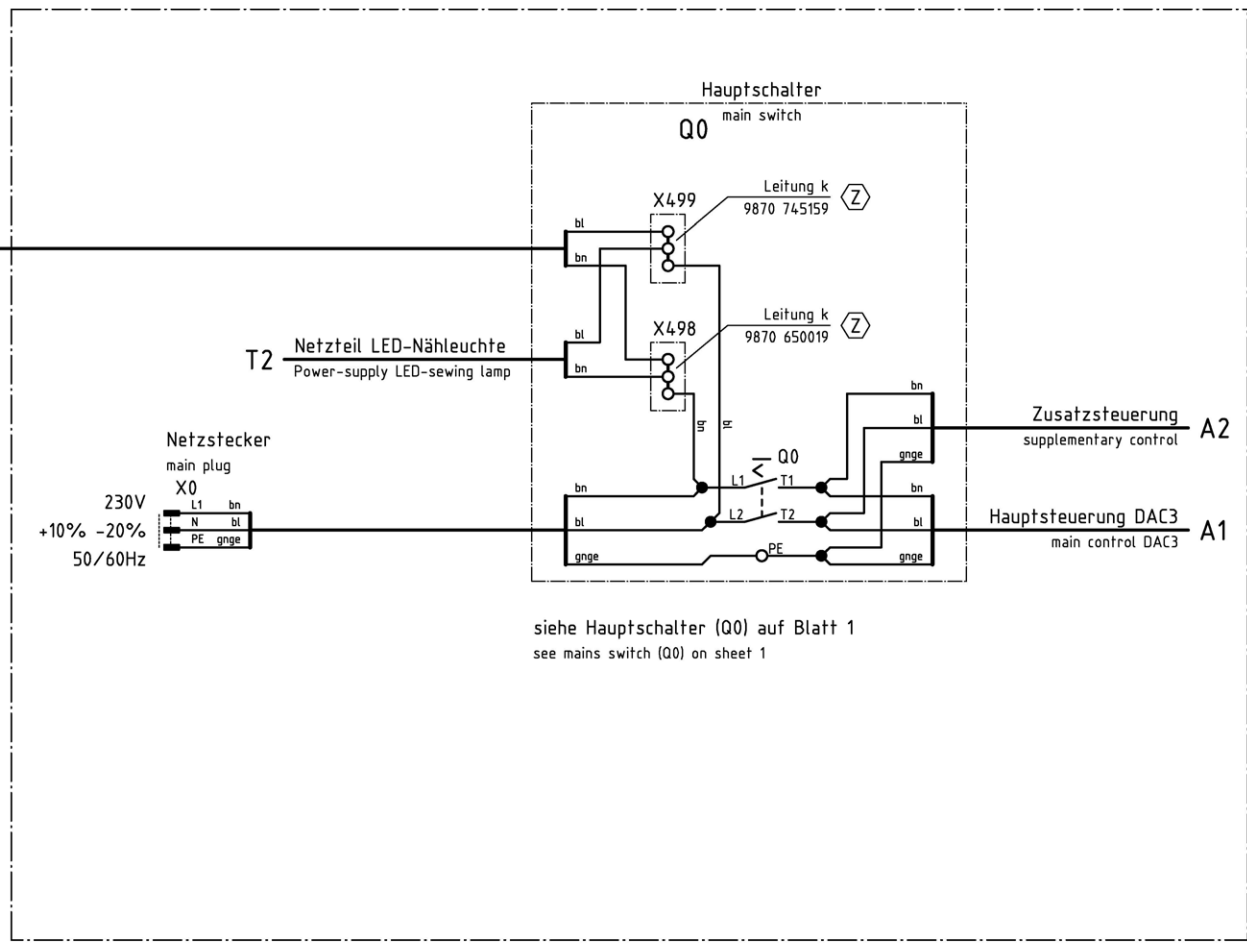 Hauptschalter
main switch
Q0
X499
Leitung k
9870 745159
Z
bl
bn
X498
Leitung k
9870 650019
Z
bl
bn
T2
Netzteil LED-Nähleuchte
Power-supply LED-sewing lamp
bn
bl
bn
bl
gnge
Zusatzsteuerung
supplementary control
A2
Netzstecker
main plug
X0
230V
+10% -20%
50/60Hz
L1 bn
N bl
PE gnge
bn
bl
gnge
Q0
L1 T1
L2 T2
PE
bn
bl
gnge
Hauptsteuerung DAC3
main control DAC3
A1
siehe Hauptschalter (Q0) auf Blatt 1
see mains switch (Q0) on sheet 1